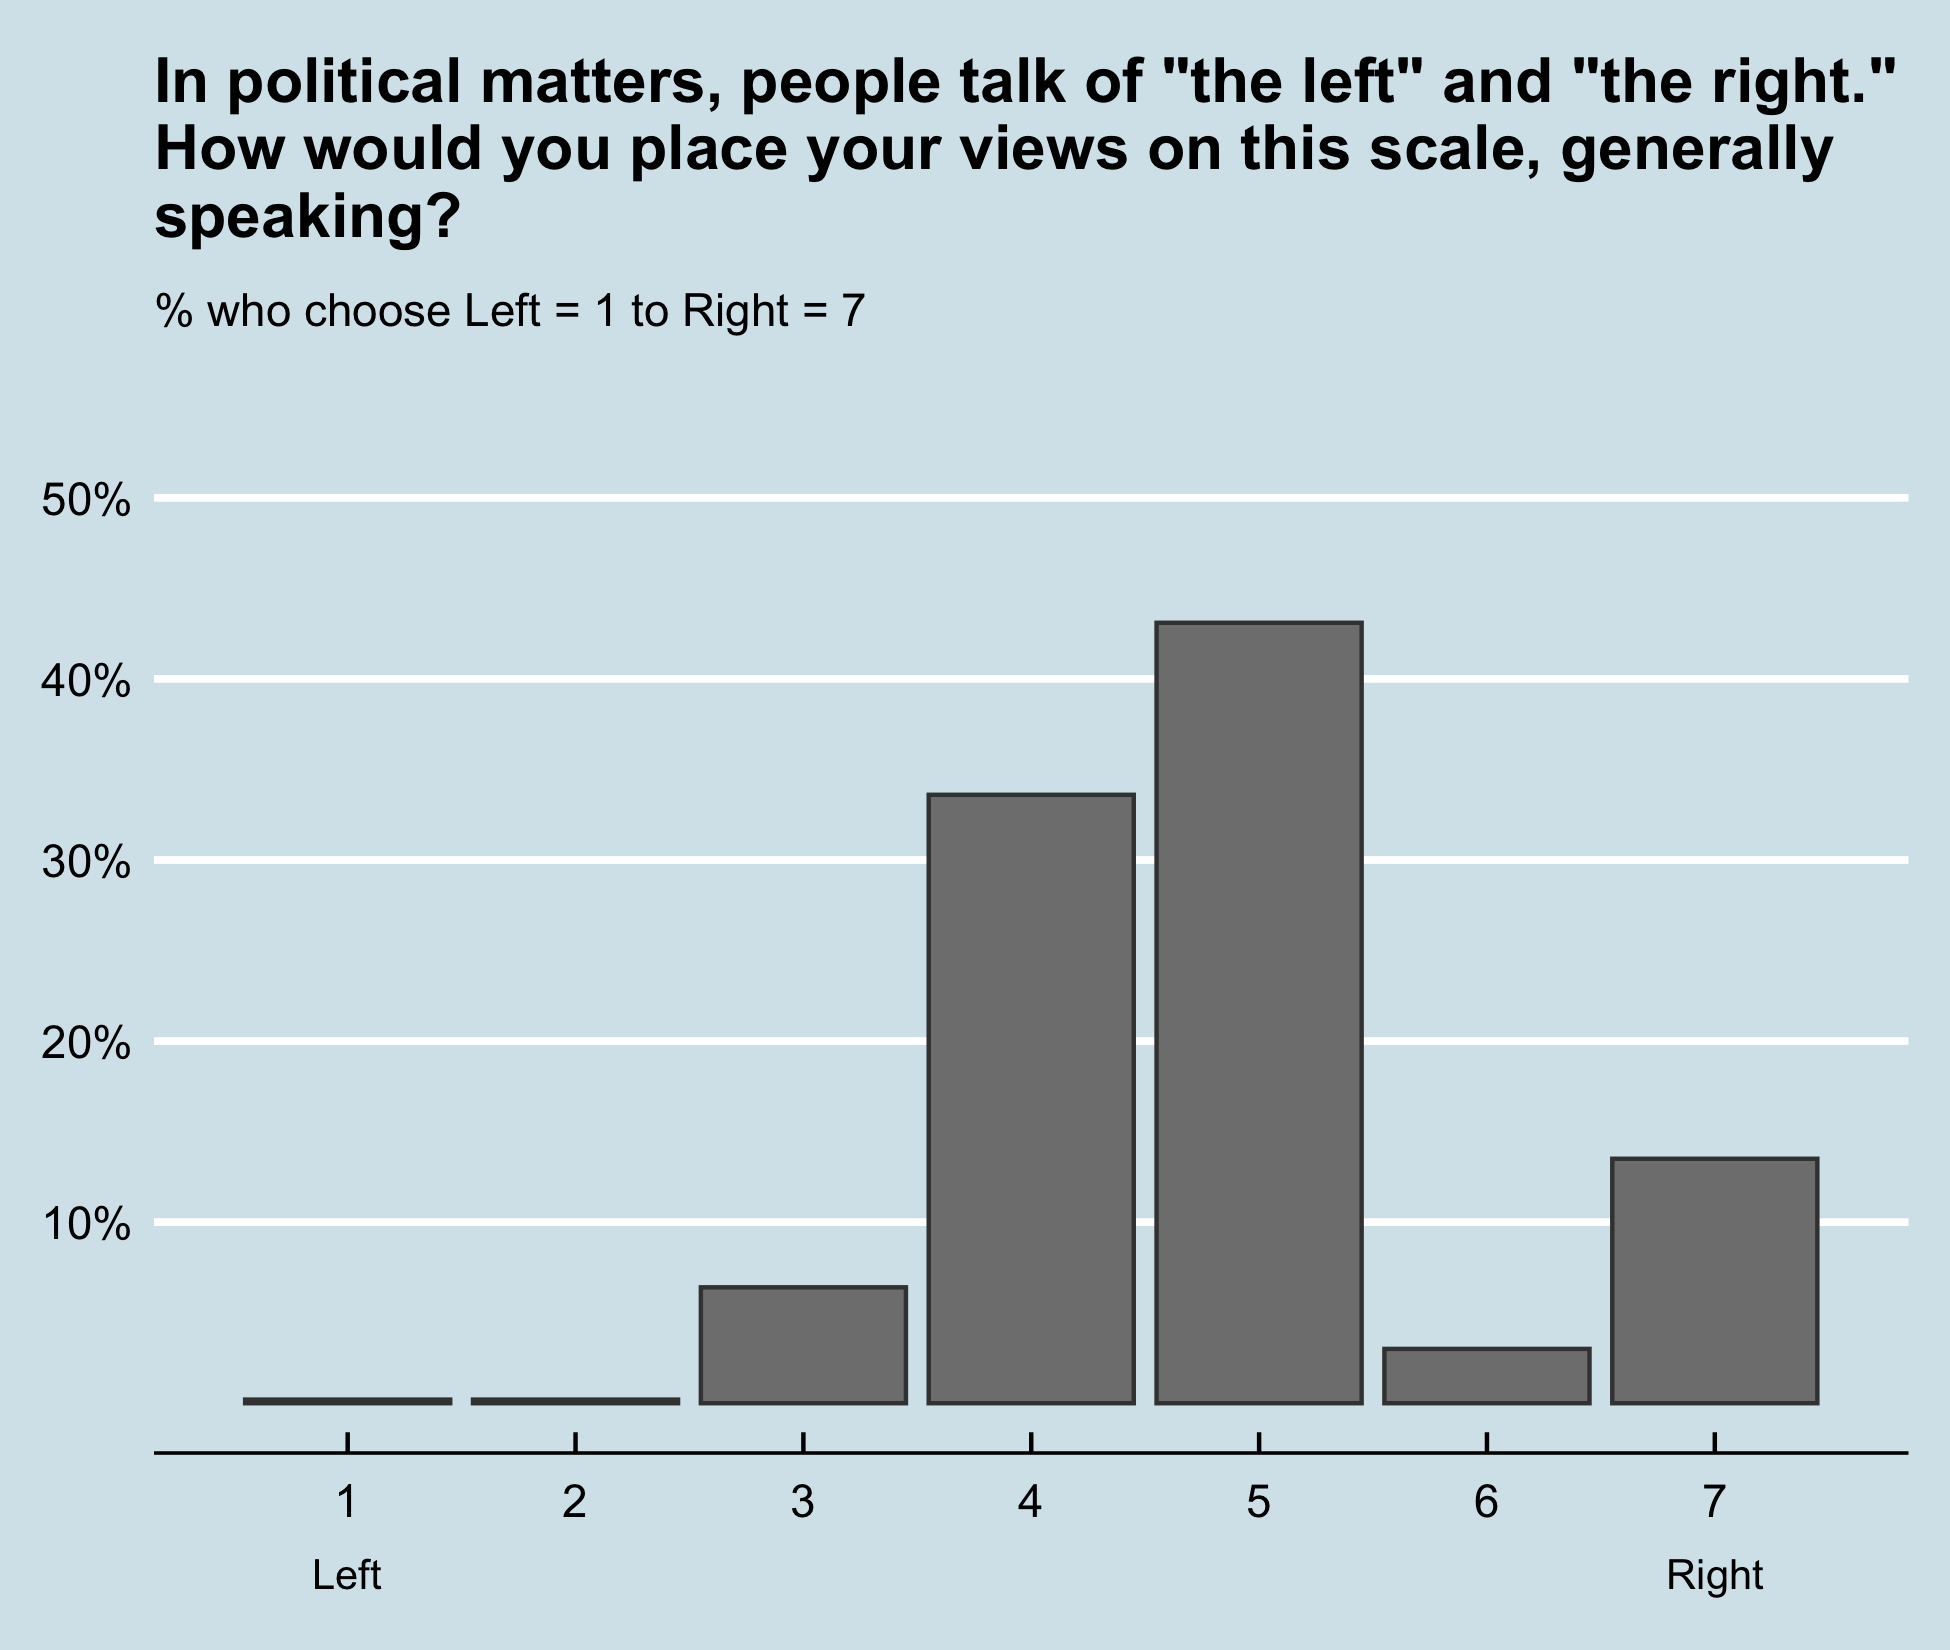 In political matters, people talk of "the left" and "the right."
How would you place your views on this scale, generally
speaking?
% who choose Left = 1 to Right = 7
50%
40%
30%
20%
10%
1 2 3 4 5 6 7
Left Right